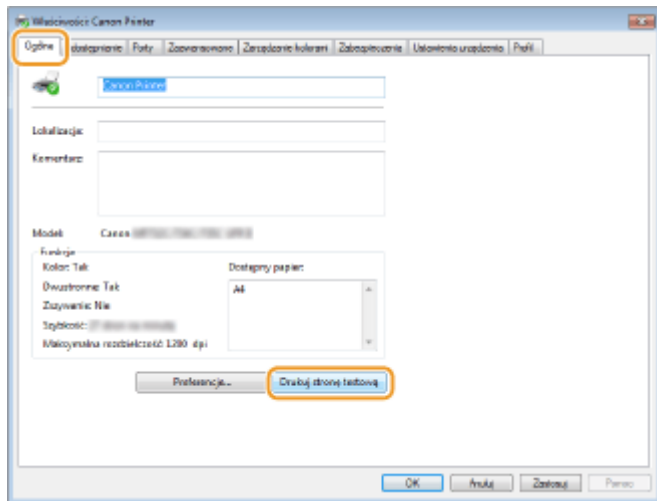 Właściwości: Canon Printer
Ogólne Udostępnianie Porty Zaawansowane Zarządzanie kolorami Zabezpieczenia Ustawienia urządzenia Profil
Canon Printer
Lokalizacja:
Komentarz:
Model: Canon
Funkcje
Kolor: Tak Dostępny papier:
Dwustronne: Tak A4
Zszywanie: Nie
Szybkość:
Maksymalna rozdzielczość: 1200 dpi
Preferencje... Drukuj stronę testową
OK Anuluj Zastosuj Pomoc